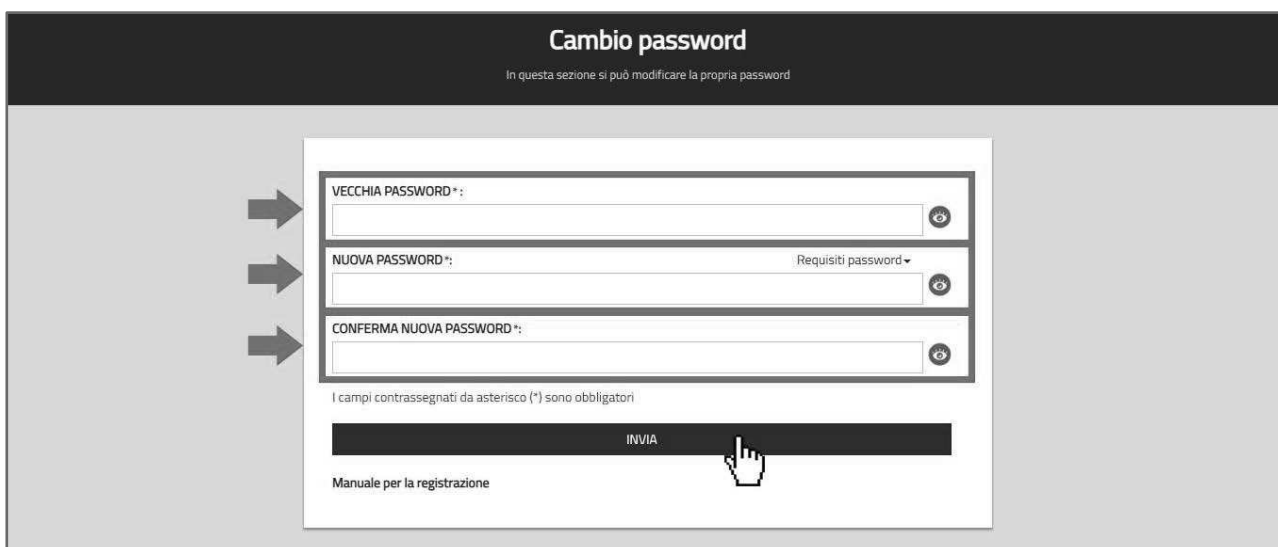 Cambio password
In questa sezione si può modificare la propria password
VECCHIA PASSWORD*:
NUOVA PASSWORD*:
Requisiti password
CONFERMA NUOVA PASSWORD*:
I campi contrassegnati da asterisco (*) sono obbligatori
INVIA
Manuale per la registrazione